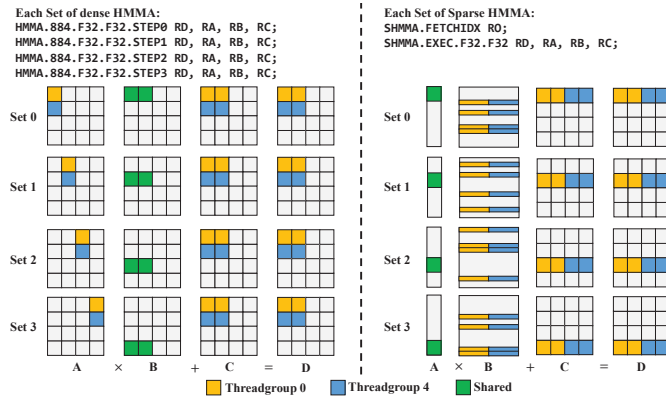 Each Set of dense HMMA:
HMMA.884.F32.F32.STEP0 RD, RA, RB, RC;
HMMA.884.F32.F32.STEP1 RD, RA, RB, RC;
HMMA.884.F32.F32.STEP2 RD, RA, RB, RC;
HMMA.884.F32.F32.STEP3 RD, RA, RB, RC;
Set 0
Set 1
Set 2
Set 3
A × B + C = D
Each Set of Sparse HMMA:
SHMMA.FETCHIDX RO;
SHMMA.EXEC.F32.F32 RD, RA, RB, RC;
Set 0
Set 1
Set 2
Set 3
A × B + C = D
Threadgroup 0 Threadgroup 4 Shared